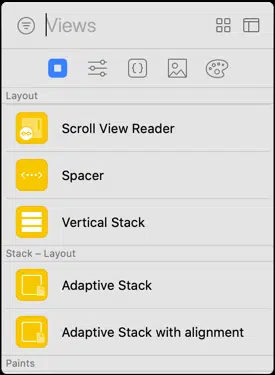 Views
Layout
Scroll View Reader
Spacer
Vertical Stack
Stack – Layout
Adaptive Stack
Adaptive Stack with alignment
Paints